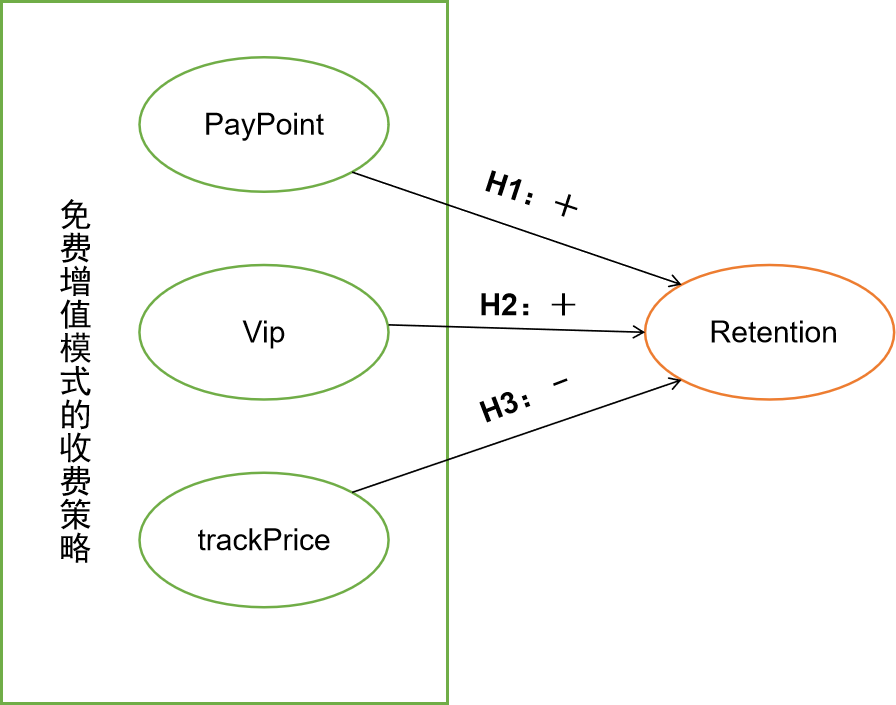 免费增值模式的收费策略
PayPoint
H1：＋
Vip
H2：＋
Retention
H3：-
trackPrice